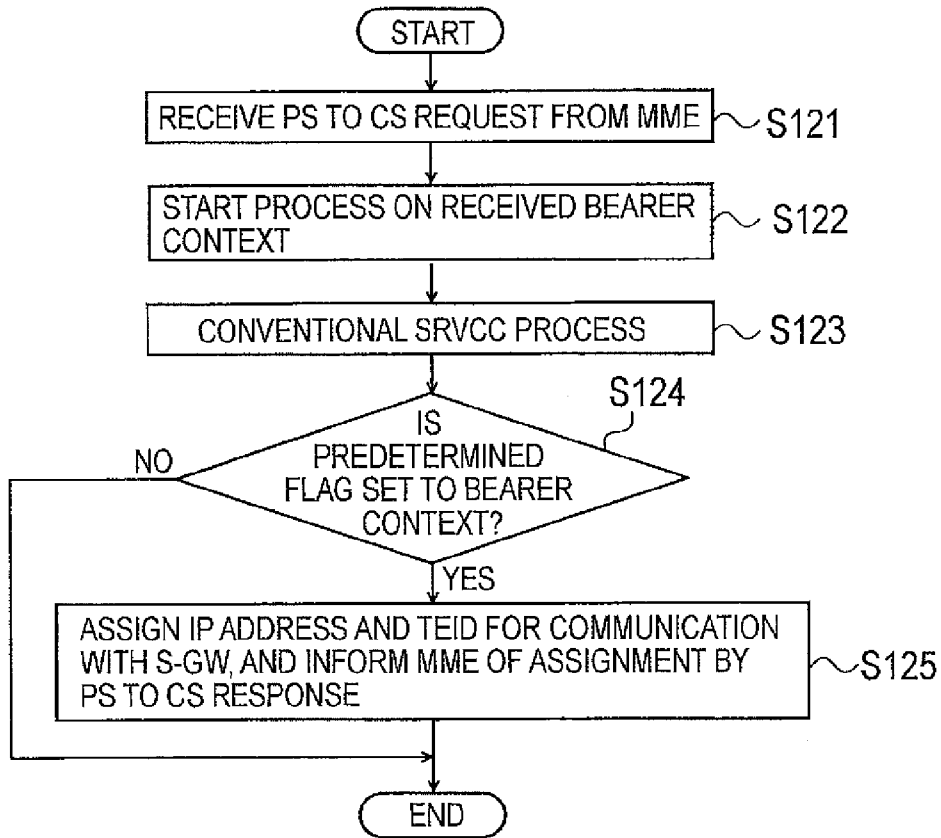 START
RECEIVE PS TO CS REQUEST FROM MME
S121
START PROCESS ON RECEIVED BEARER
CONTEXT
S122
CONVENTIONAL SRVCC PROCESS
S123
S124
IS
PREDETERMINED
FLAG SET TO BEARER
CONTEXT?
NO
YES
ASSIGN IP ADDRESS AND TEID FOR COMMUNICATION
WITH S-GW, AND INFORM MME OF ASSIGNMENT BY
PS TO CS RESPONSE
S125
END